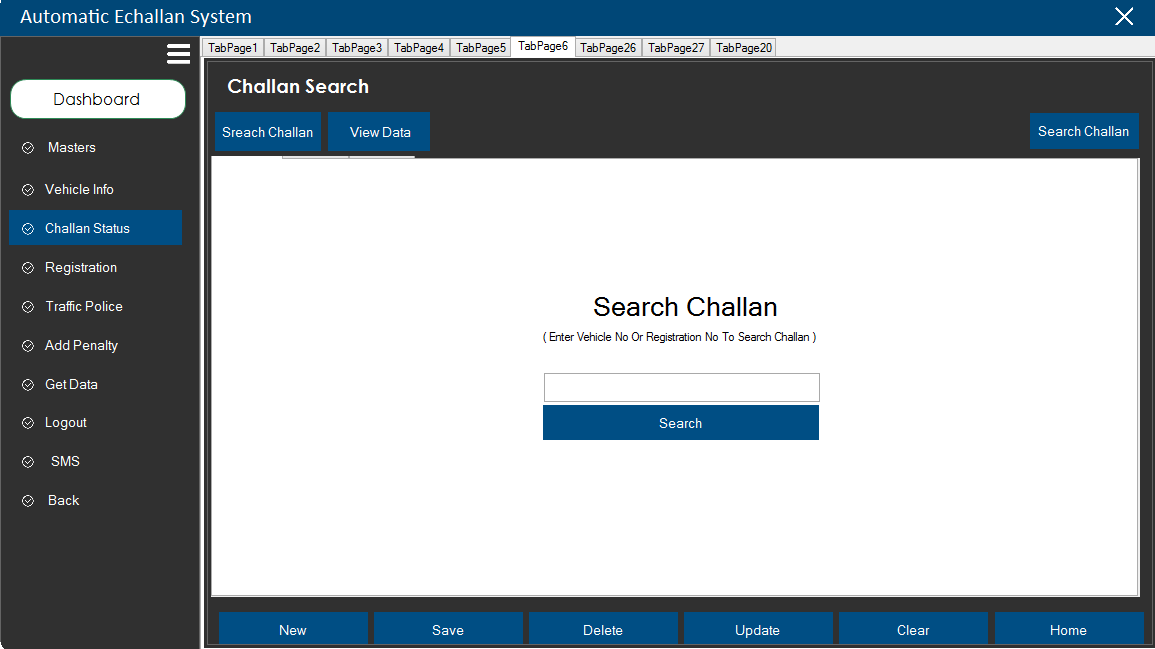 Automatic Echallan System
TabPage1 TabPage2 TabPage3 TabPage4 TabPage5 TabPage6 TabPage26 TabPage27 TabPage20
Dashboard
Masters
Vehicle Info
Challan Status
Registration
Traffic Police
Add Penalty
Get Data
Logout
SMS
Back
Challan Search
Sreach Challan View Data Search Challan
Search Challan
( Enter Vehicle No Or Registration No To Search Challan )
Search
New Save Delete Update Clear Home